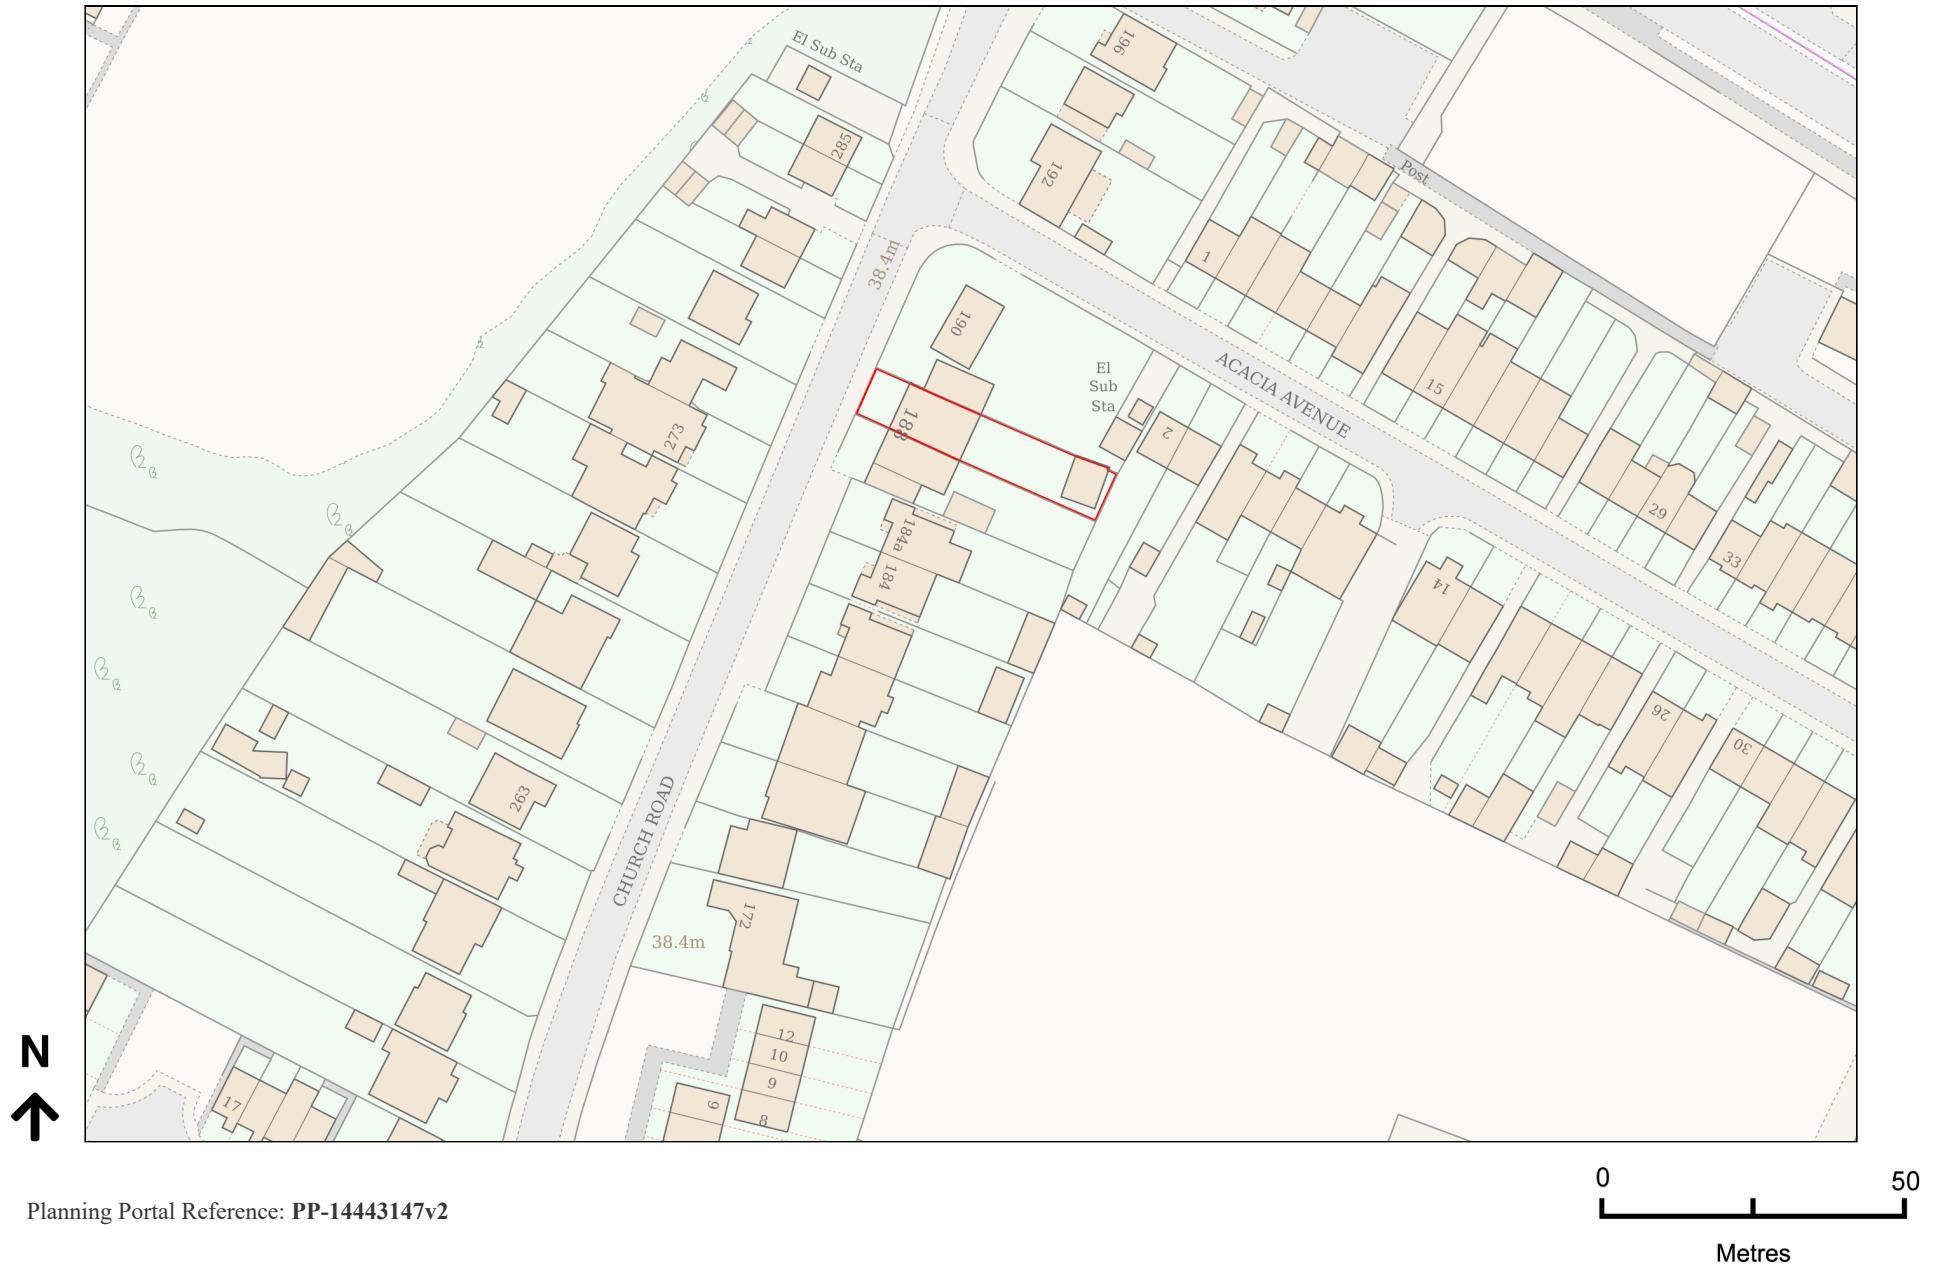 El Sub Sta
196
285
192
Post
38.4m
1
190
ACACIA AVENUE
El
Sub
Sta
15
2
188
273
29
184a
33
184
14
26
30
263
CHURCH ROAD
172
38.4m
12
10
9
8
6
17
N
0
50
Metres
Planning Portal Reference: PP-14443147v2